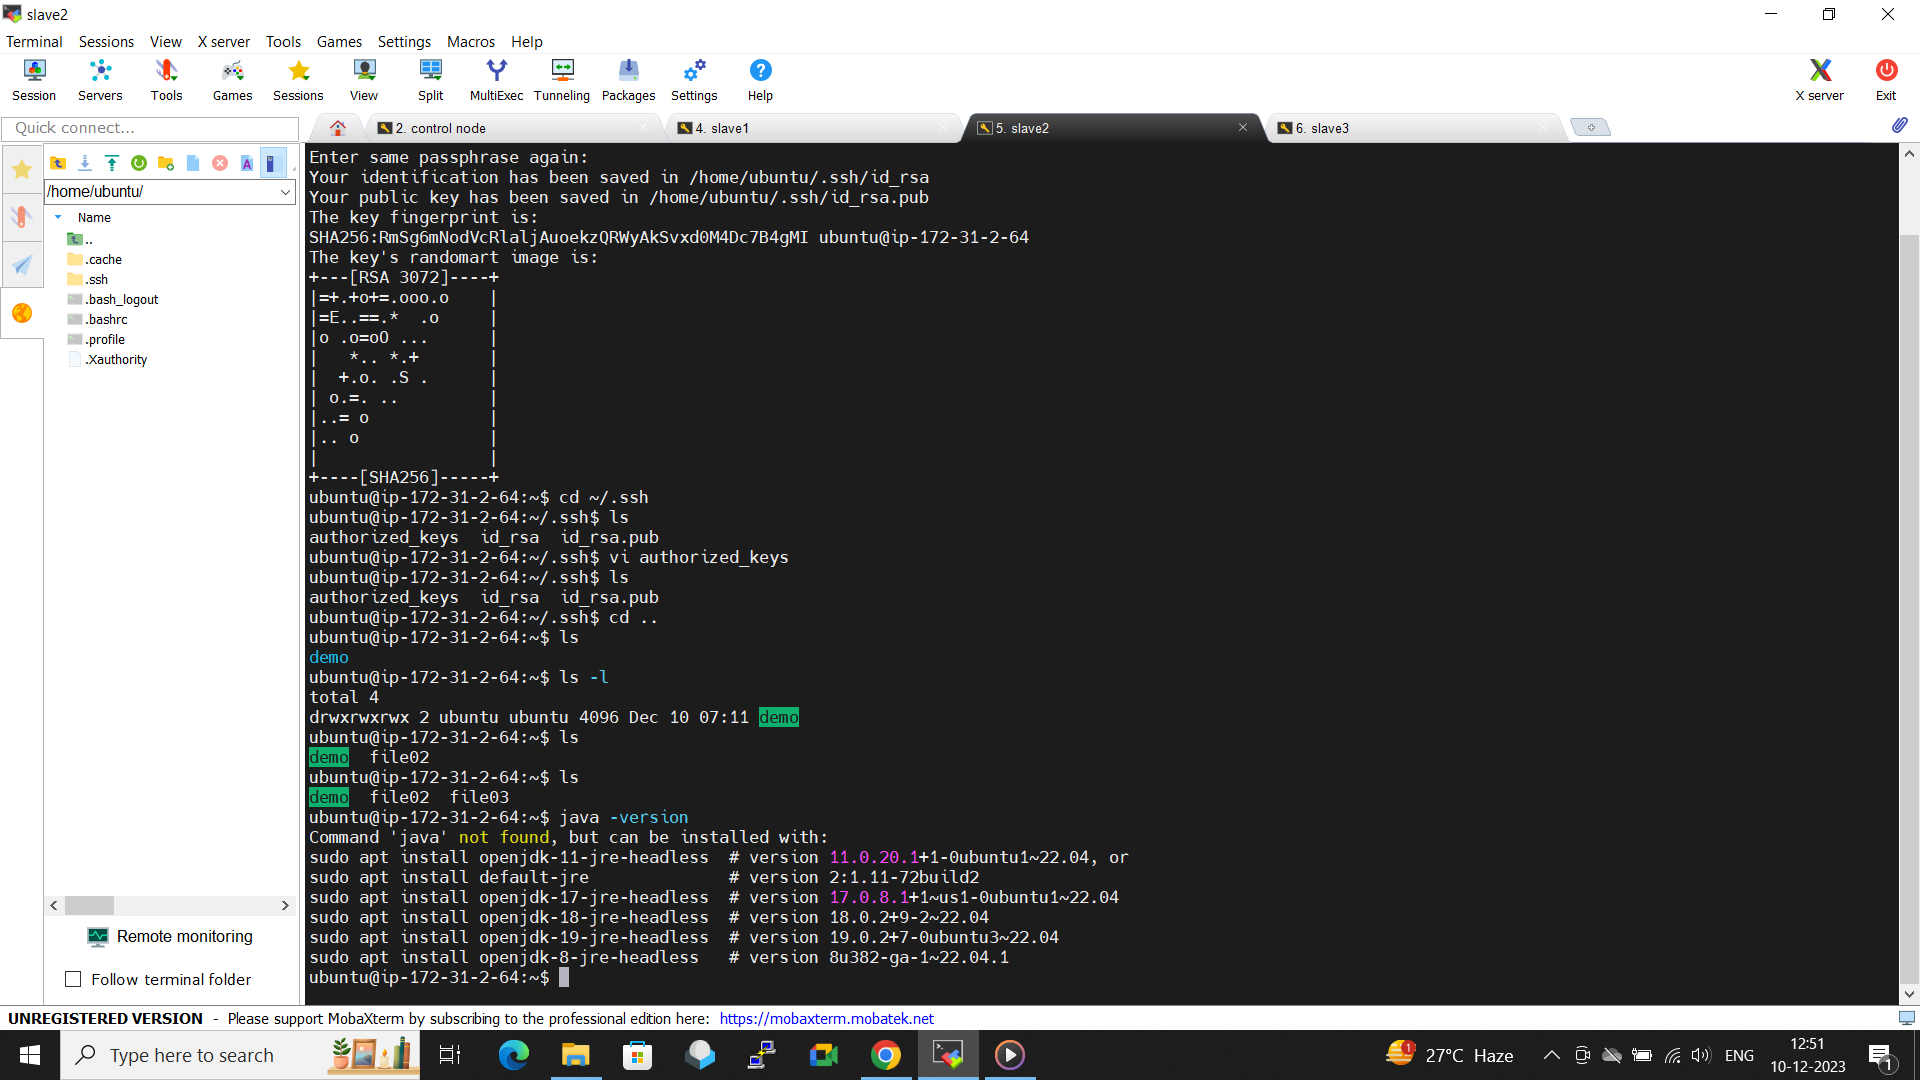 slave2
Terminal Sessions View X server Tools Games Settings Macros Help
Session Servers Tools Games Sessions View Split MultiExec Tunneling Packages Settings Help X server Exit
Quick connect...
2. control node
4. slave1
5. slave2
6. slave3
/home/ubuntu/
Name
..
.cache
.ssh
.bash_logout
.bashrc
.profile
.Xauthority
Remote monitoring
Follow terminal folder
Enter same passphrase again:
Your identification has been saved in /home/ubuntu/.ssh/id_rsa
Your public key has been saved in /home/ubuntu/.ssh/id_rsa.pub
The key fingerprint is:
SHA256:RmSg6mNodVcRlaljAuoekzQRWyAkSvxd0M4Dc7B4gMI ubuntu@ip-172-31-2-64
The key's randomart image is:
+---[RSA 3072]----+
|=+.+o+=.ooo.o    |
|=E..==.*  .o     |
|o .o=oO ...      |
|   *.. *.+       |
|  +.o. .S .      |
| o.=. ..         |
|..= o            |
|.. o             |
|                 |
+----[SHA256]-----+
ubuntu@ip-172-31-2-64:~$ cd ~/.ssh
ubuntu@ip-172-31-2-64:~/.ssh$ ls
authorized_keys  id_rsa  id_rsa.pub
ubuntu@ip-172-31-2-64:~/.ssh$ vi authorized_keys
ubuntu@ip-172-31-2-64:~/.ssh$ ls
authorized_keys  id_rsa  id_rsa.pub
ubuntu@ip-172-31-2-64:~/.ssh$ cd ..
ubuntu@ip-172-31-2-64:~$ ls
demo
ubuntu@ip-172-31-2-64:~$ ls -l
total 4
drwxrwxrwx 2 ubuntu ubuntu 4096 Dec 10 07:11 demo
ubuntu@ip-172-31-2-64:~$ ls
demo  file02
ubuntu@ip-172-31-2-64:~$ ls
demo  file02  file03
ubuntu@ip-172-31-2-64:~$ java -version
Command 'java' not found, but can be installed with:
sudo apt install openjdk-11-jre-headless  # version 11.0.20.1+1-0ubuntu1~22.04, or
sudo apt install default-jre              # version 2:1.11-72build2
sudo apt install openjdk-17-jre-headless  # version 17.0.8.1+1~us1-0ubuntu1~22.04
sudo apt install openjdk-18-jre-headless  # version 18.0.2+9-2~22.04
sudo apt install openjdk-19-jre-headless  # version 19.0.2+7-0ubuntu3~22.04
sudo apt install openjdk-8-jre-headless   # version 8u382-ga-1~22.04.1
ubuntu@ip-172-31-2-64:~$
UNREGISTERED VERSION - Please support MobaXterm by subscribing to the professional edition here: https://mobaxterm.mobatek.net
Type here to search
1
27°C Haze
ENG
12:51
10-12-2023
1